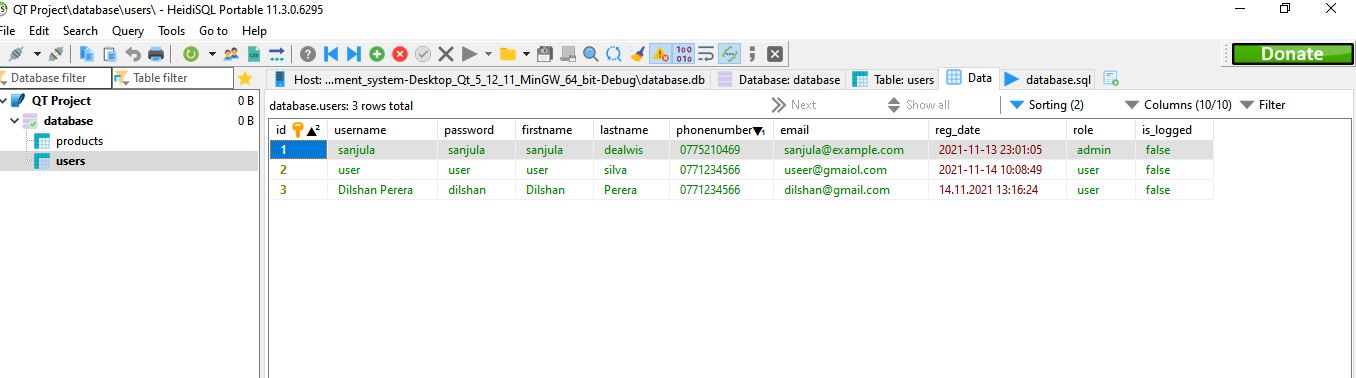 QT Project\database\users\ - HeidiSQL Portable 11.3.0.6295
File Edit Search Query Tools Go to Help
Donate
Database filter Table filter Host: ...ment_system-Desktop_Qt_5_12_11_MinGW_64_bit-Debug\database.db Database: database Table: users Data database.sql
QT Project 0 B
database 0 B
products
users
database.users: 3 rows total Next Show all Sorting (2) Columns (10/10) Filter
id 2 username password firstname lastname phonenumber 1 email reg_date role is_logged
1 sanjula sanjula sanjula dealwis 0775210469 sanjula@example.com 2021-11-13 23:01:05 admin false
2 user user user silva 0771234566 useer@gmaiol.com 2021-11-14 10:08:49 user false
3 Dilshan Perera dilshan Dilshan Perera 0771234566 dilshan@gmail.com 14.11.2021 13:16:24 user false